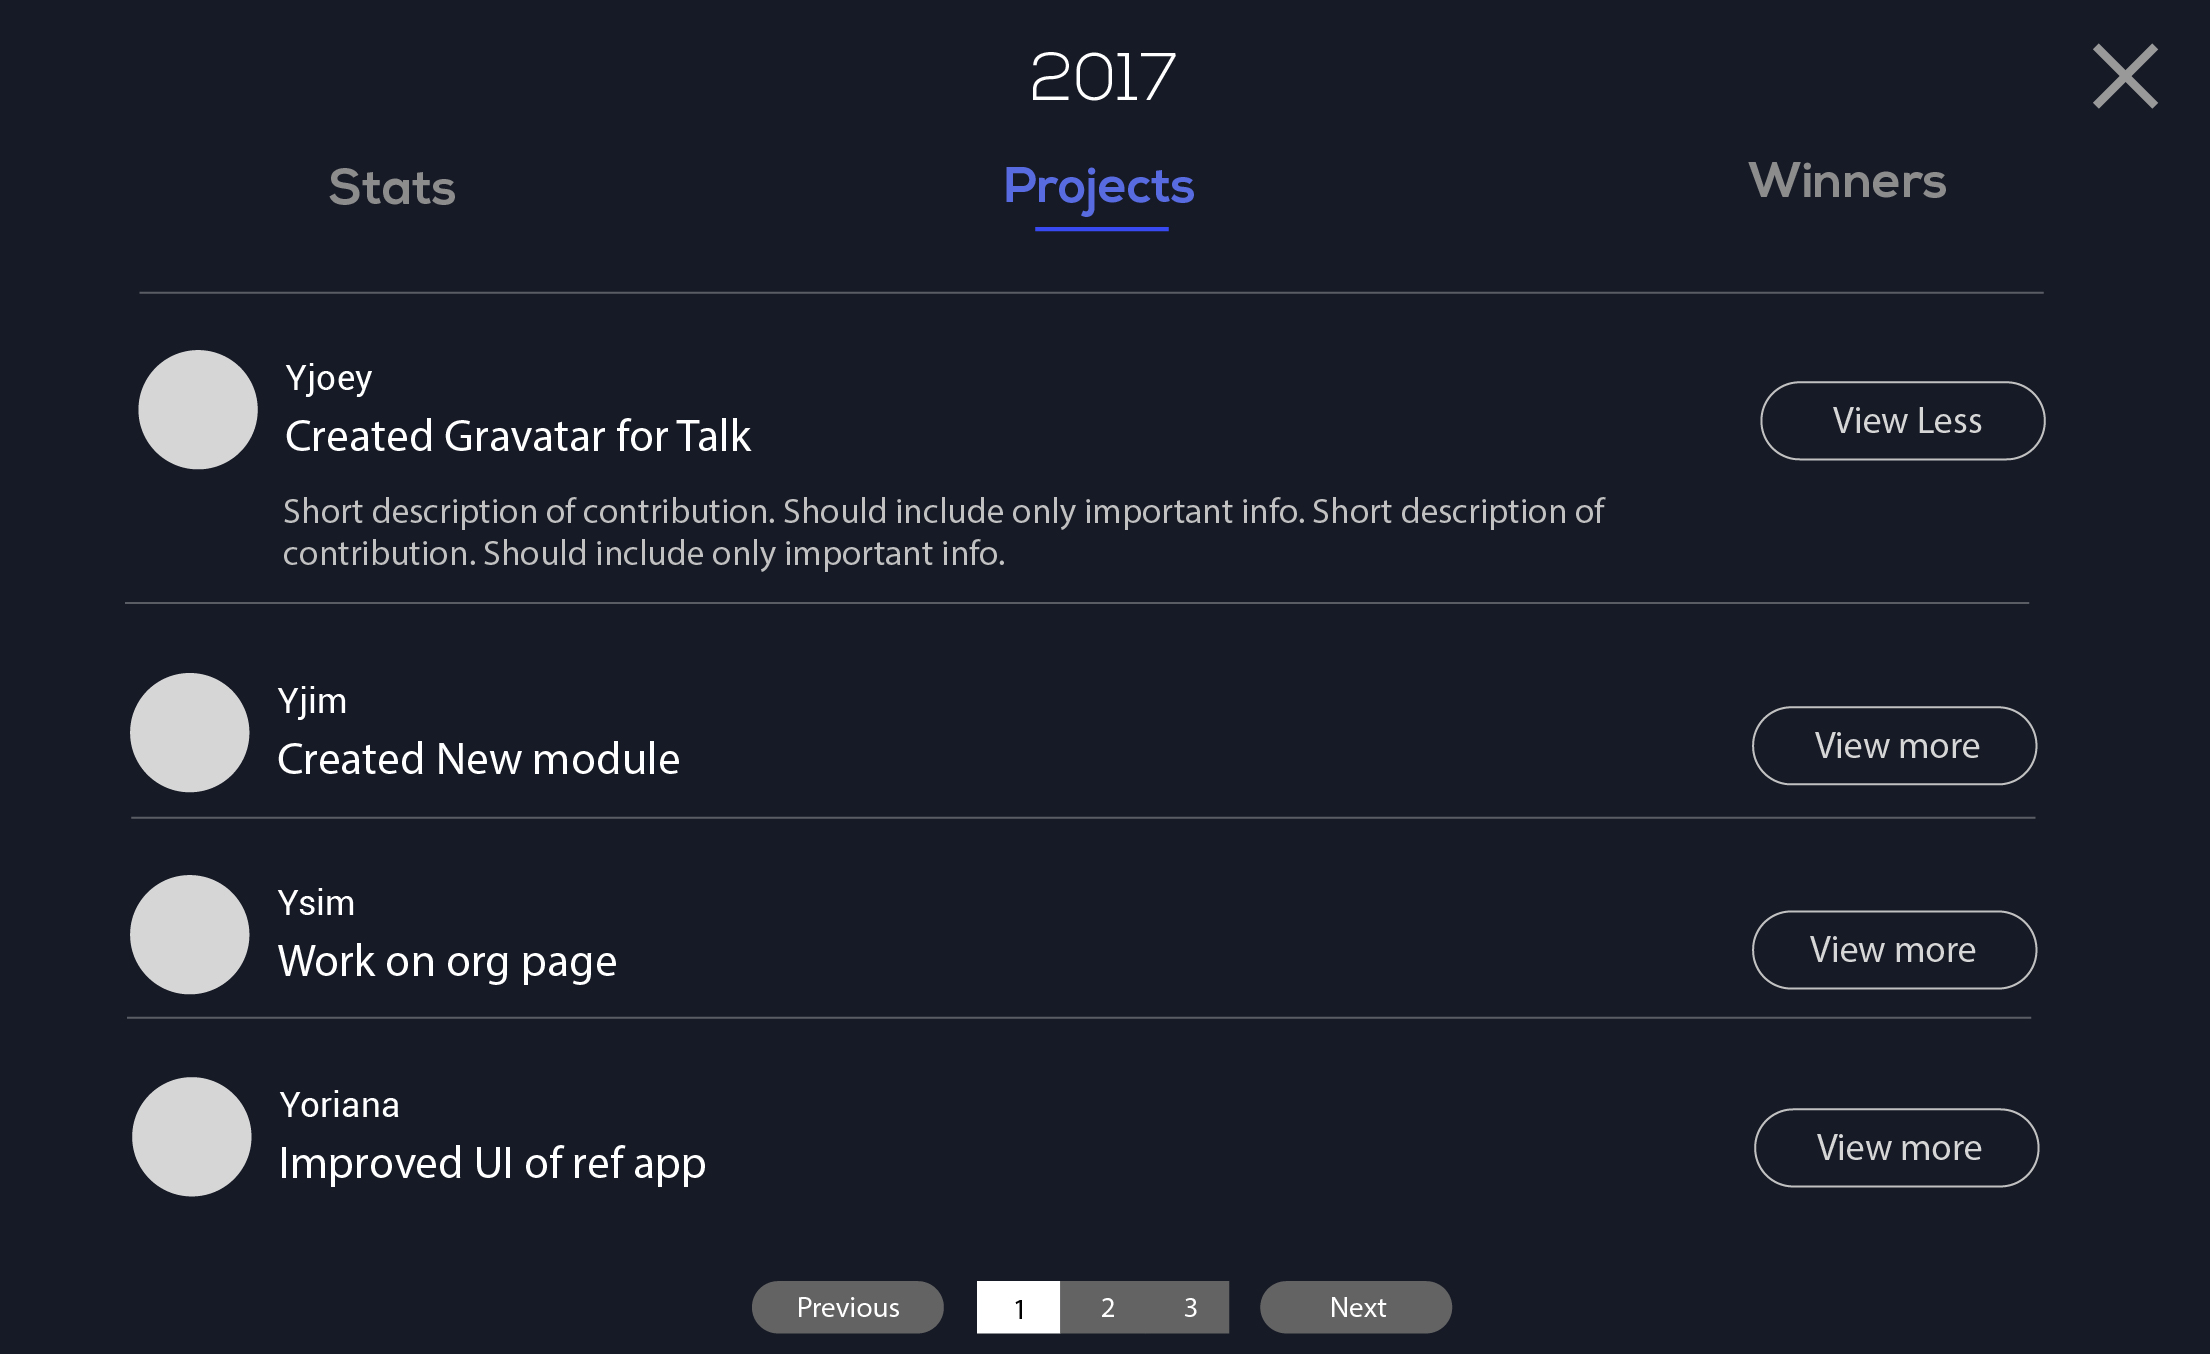 2017
Stats
Projects
Winners
Yjoey
Created Gravatar for Talk
View Less
Short description of contribution. Should include only important info. Short description of
contribution. Should include only important info.
Yjim
Created New module
View more
Ysim
Work on org page
View more
Yoriana
Improved UI of ref app
View more
Previous
1
2
3
Next